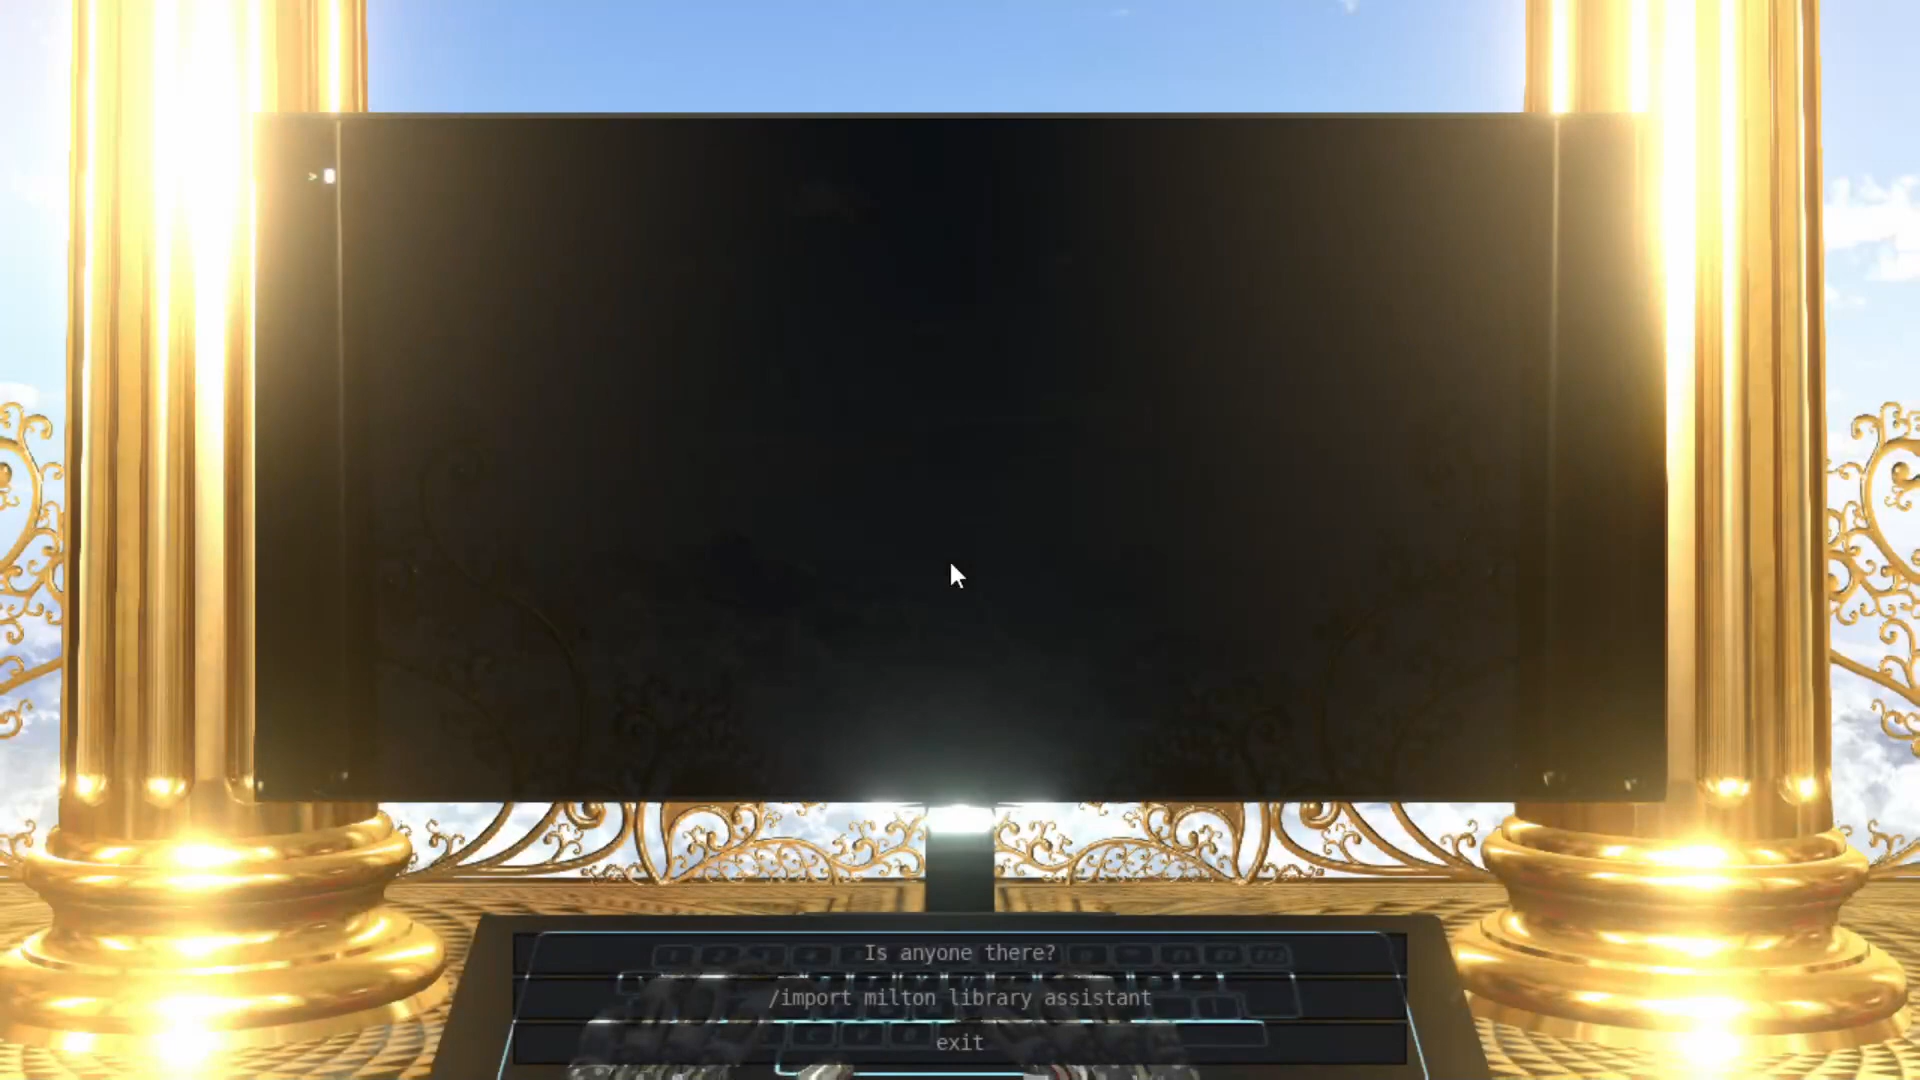 >
Is anyone there?
/import milton library assistant
exit